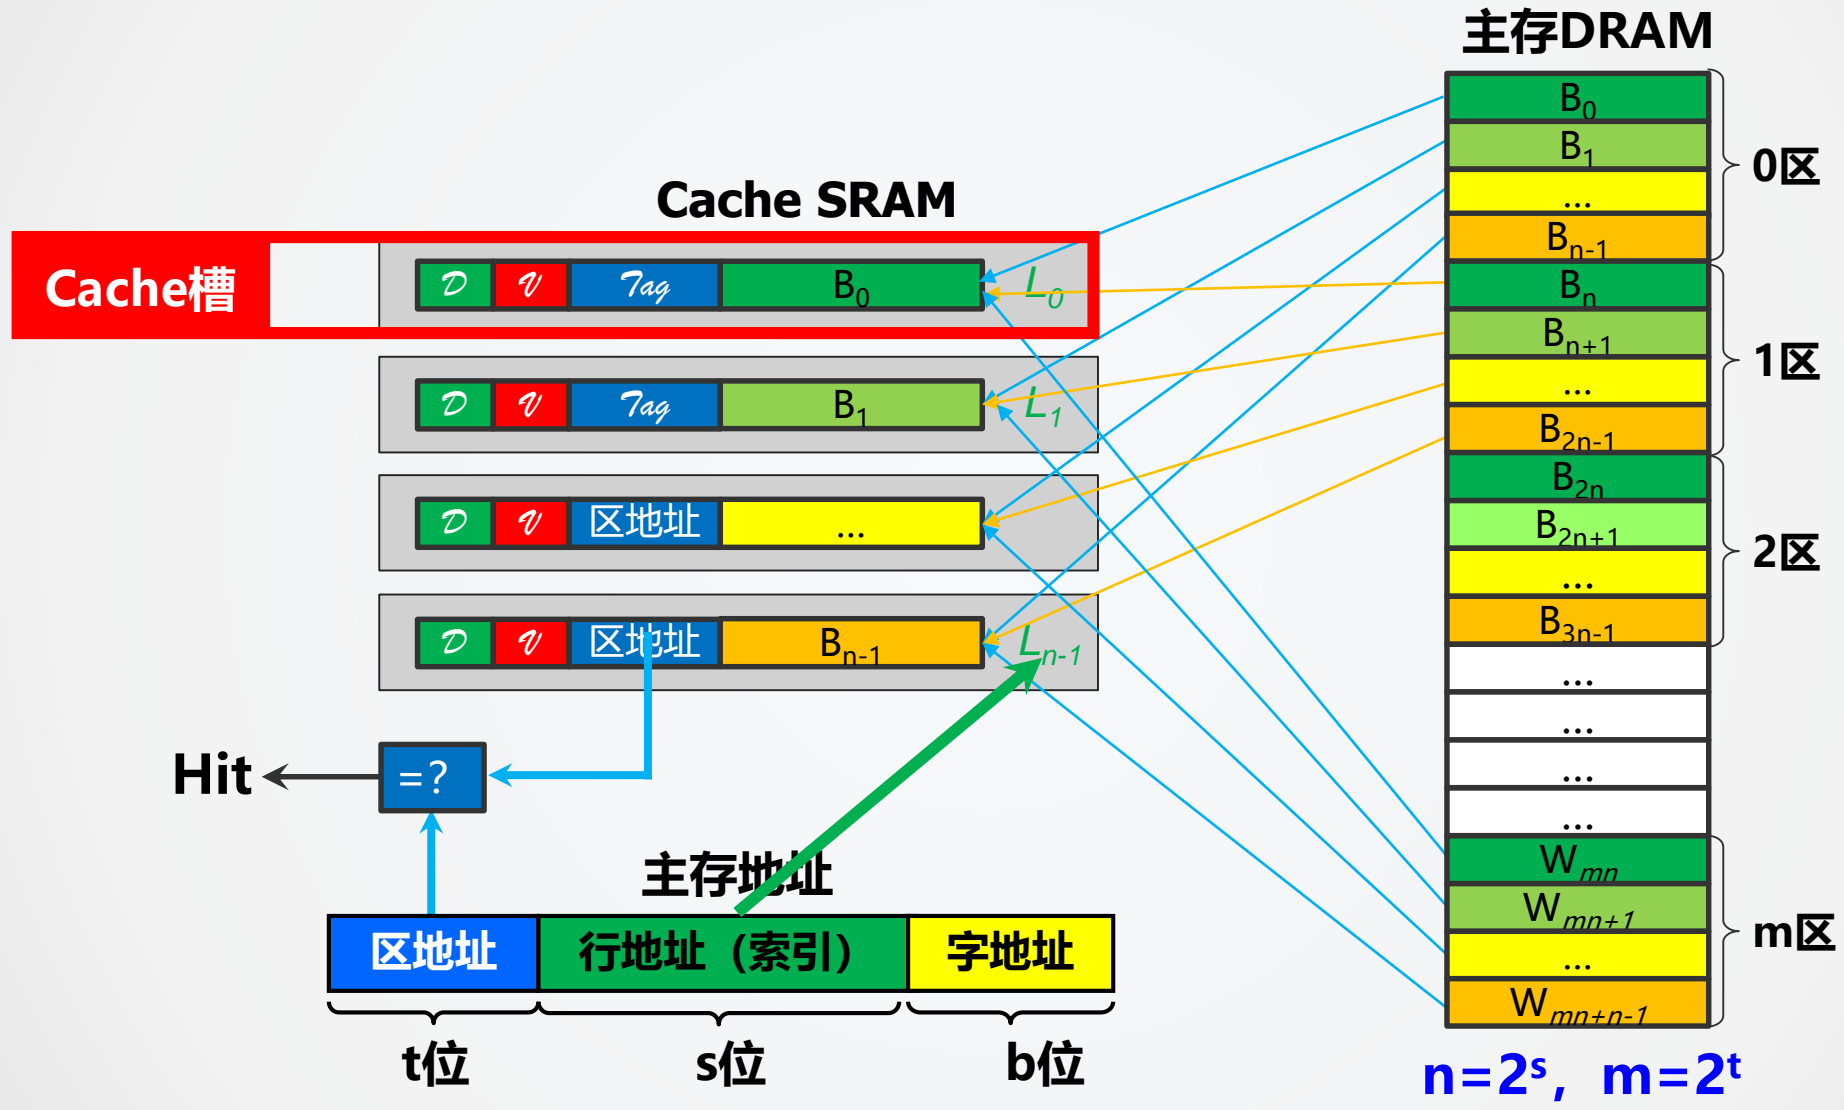 主存DRAM
Cache SRAM
Cache槽
D V Tag B0 L0
D V Tag B1 L1
D V 区地址 ...
D V 区地址 Bn-1 Ln-1
B0
B1
...
Bn-1
0区
Bn
Bn+1
...
B2n-1
1区
B2n
B2n+1
...
B3n-1
2区
...
...
...
...
Wmn
Wmn+1
...
Wmn+n-1
m区
Hit
=?
主存地址
区地址 行地址（索引） 字地址
t位 s位 b位
n=2s，m=2t